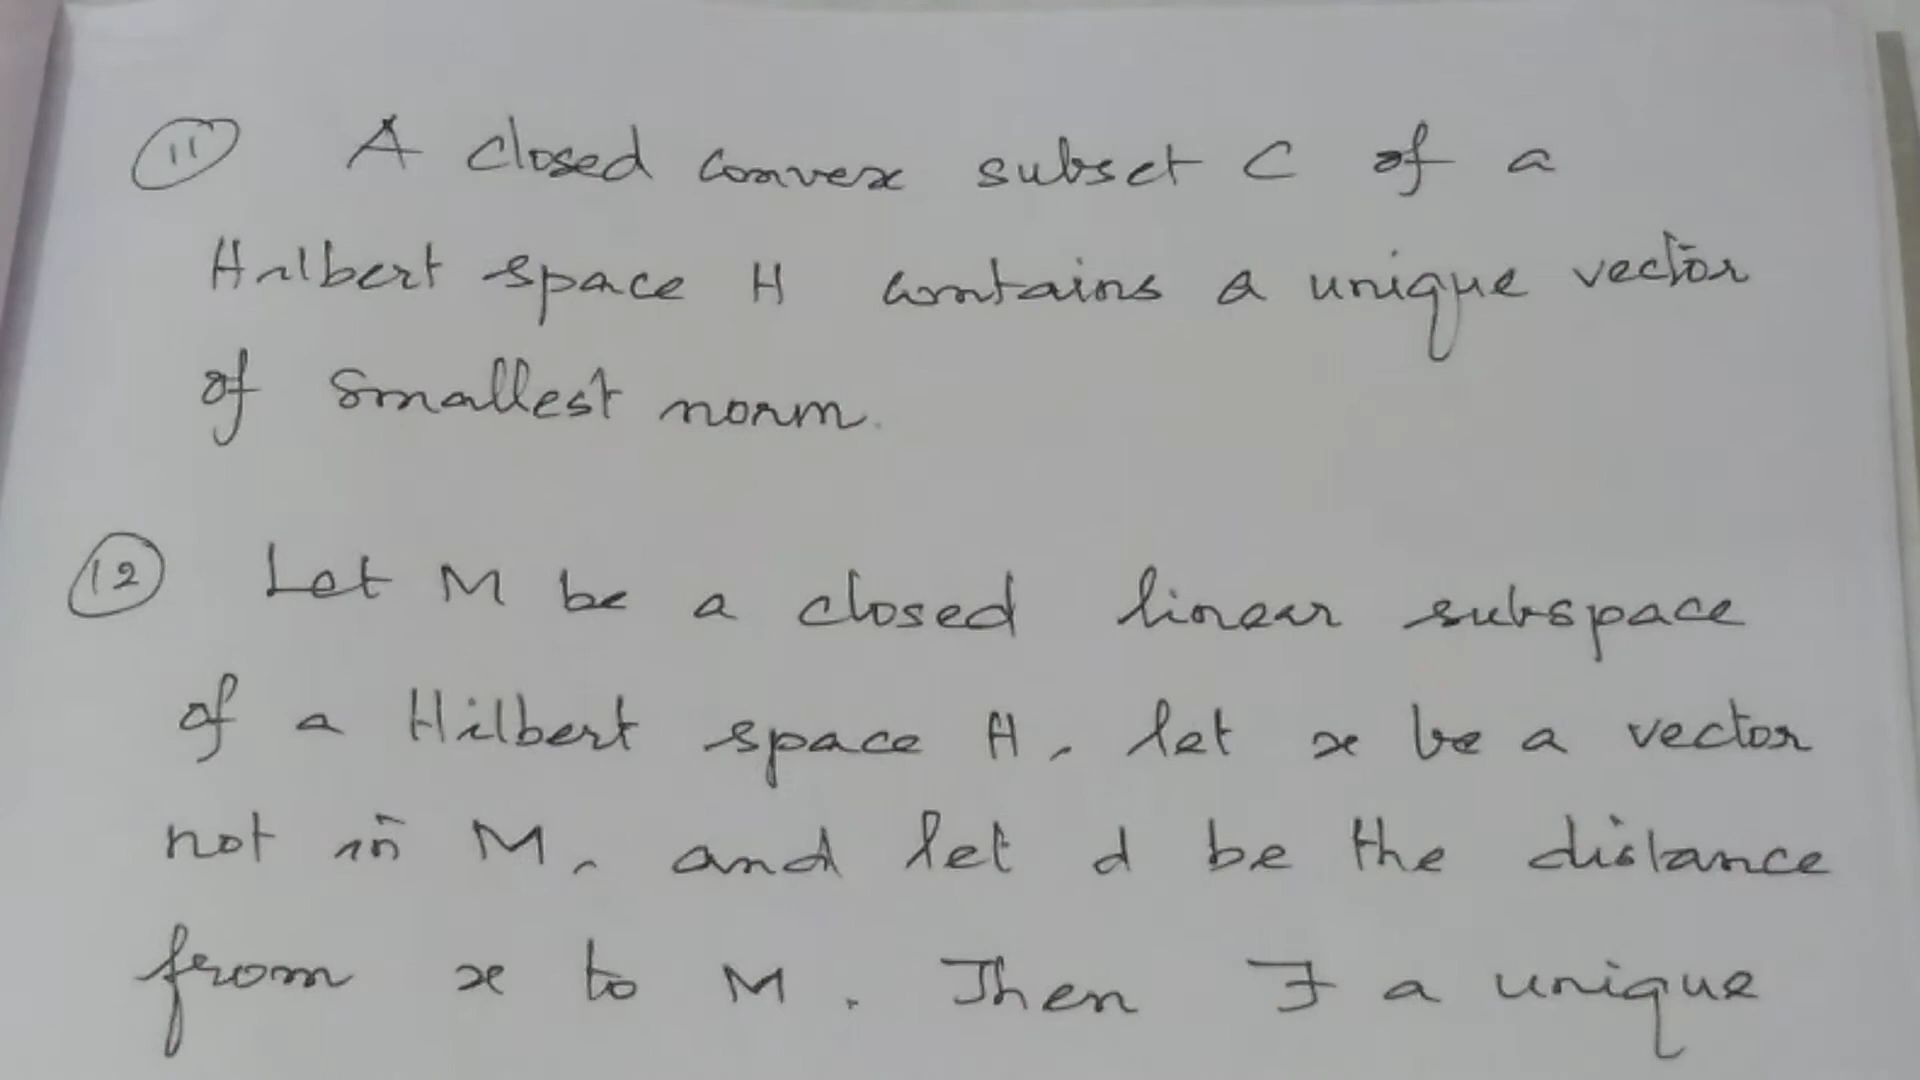 11 A closed convex subset C of a
Hilbert space H contains a unique vector
of smallest norm.
12 Let M be a closed linear subspace
of a Hilbert space H, let x be a vector
not in M, and let d be the distance
from x to M. Then ∃ a unique